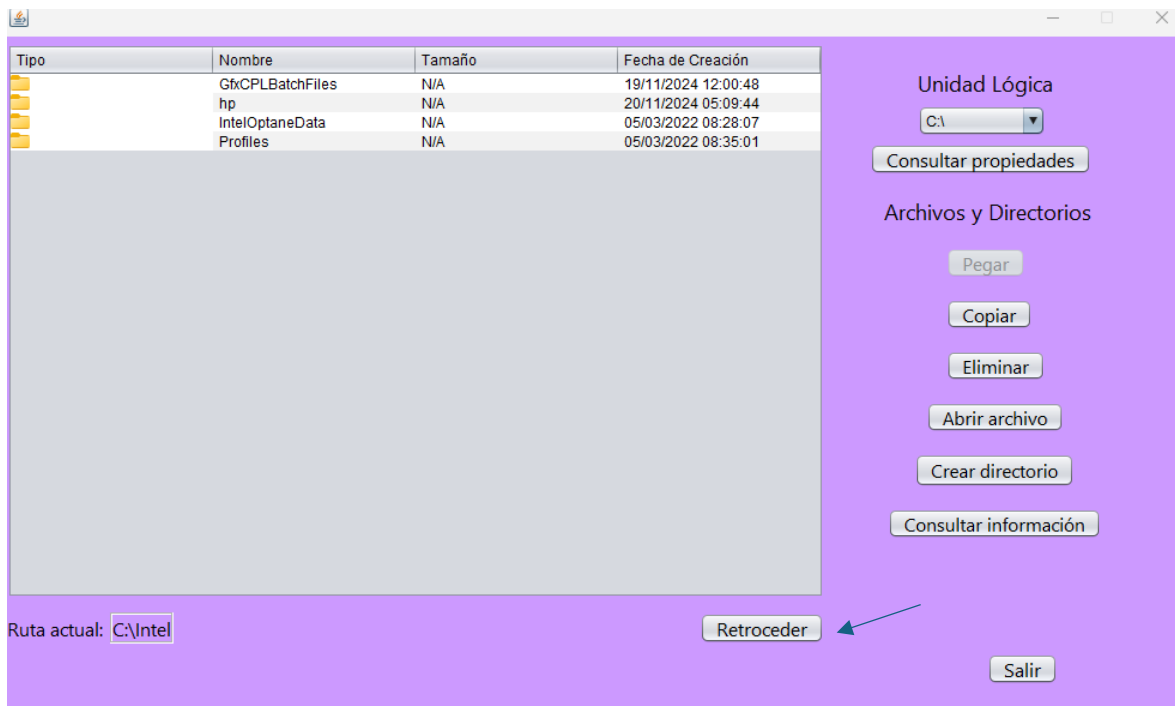 Tipo Nombre Tamaño Fecha de Creación
GfxCPLBatchFiles N/A 19/11/2024 12:00:48
hp N/A 20/11/2024 05:09:44
IntelOptaneData N/A 05/03/2022 08:28:07
Profiles N/A 05/03/2022 08:35:01
Unidad Lógica
C:\
Consultar propiedades
Archivos y Directorios
Pegar
Copiar
Eliminar
Abrir archivo
Crear directorio
Consultar información
Ruta actual: C:\Intel
Retroceder
Salir